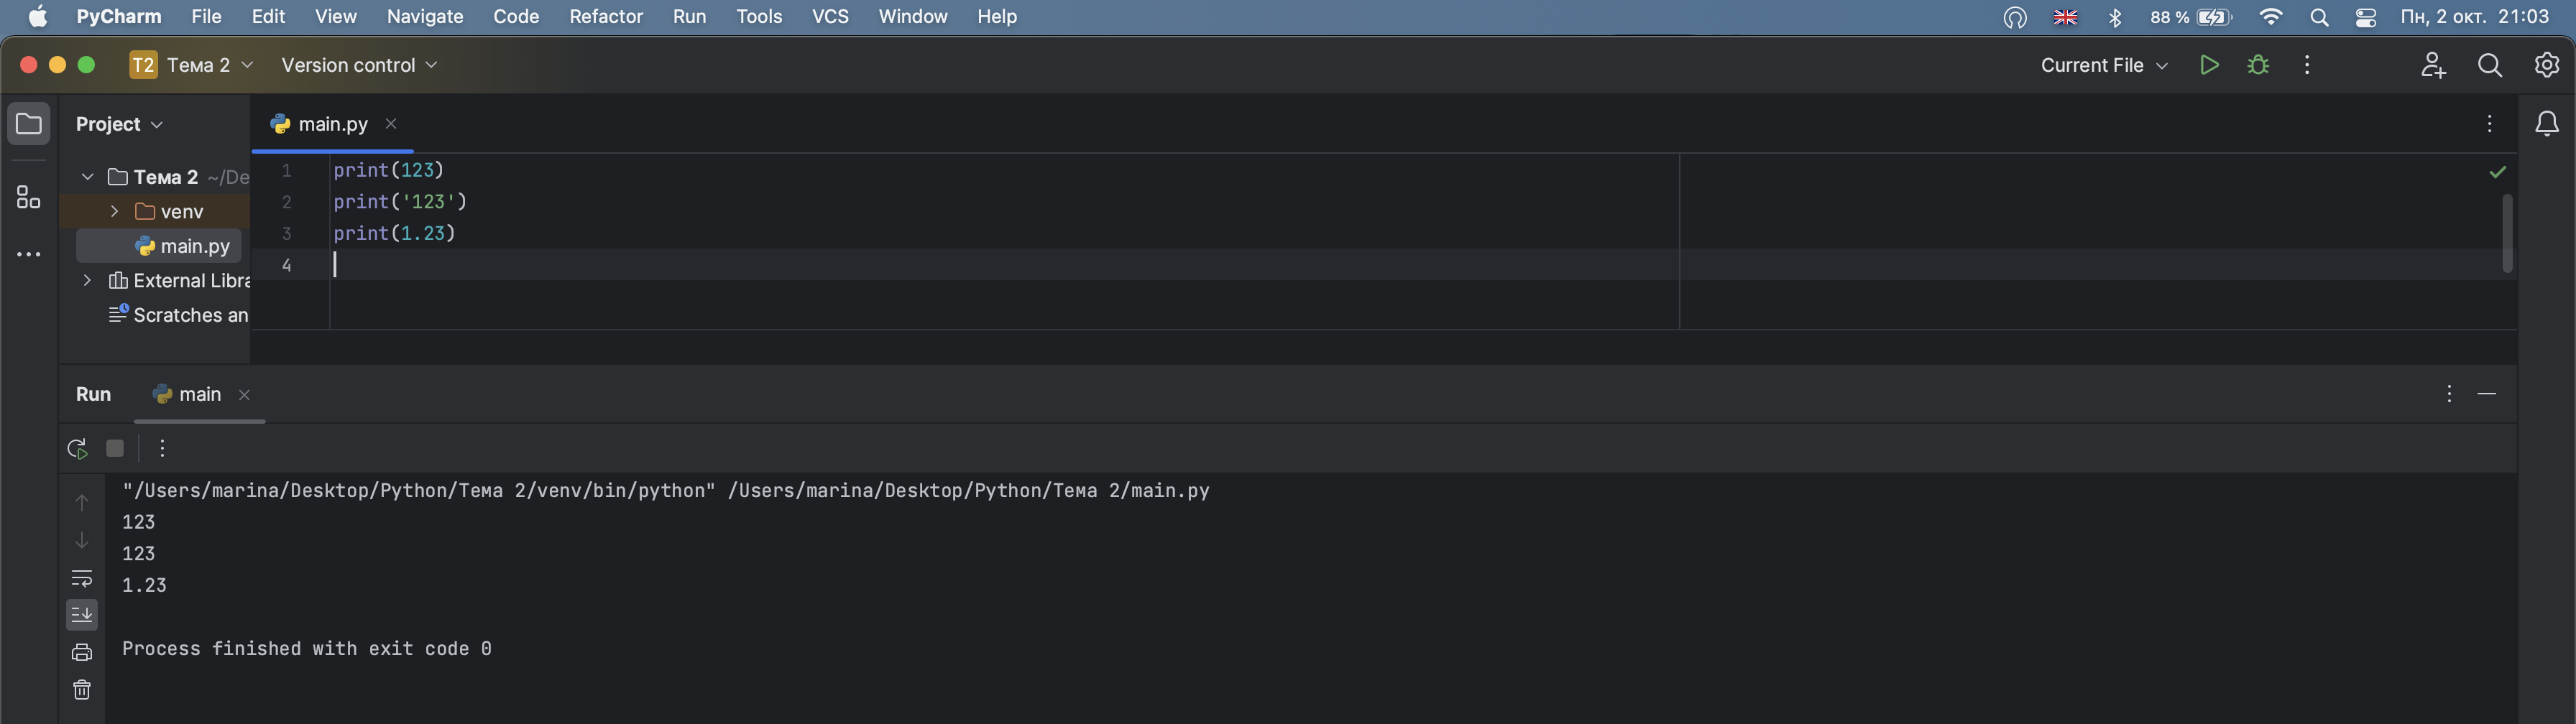 PyCharm File Edit View Navigate Code Refactor Run Tools VCS Window Help 88 % Пн, 2 окт. 21:03
T2 Тема 2 Version control Current File
Project main.py
Тема 2 ~/De
venv
main.py
External Libra
Scratches an
1 print(123)
2 print('123')
3 print(1.23)
4
Run main
"/Users/marina/Desktop/Python/Тема 2/venv/bin/python" /Users/marina/Desktop/Python/Тема 2/main.py
123
123
1.23
Process finished with exit code 0